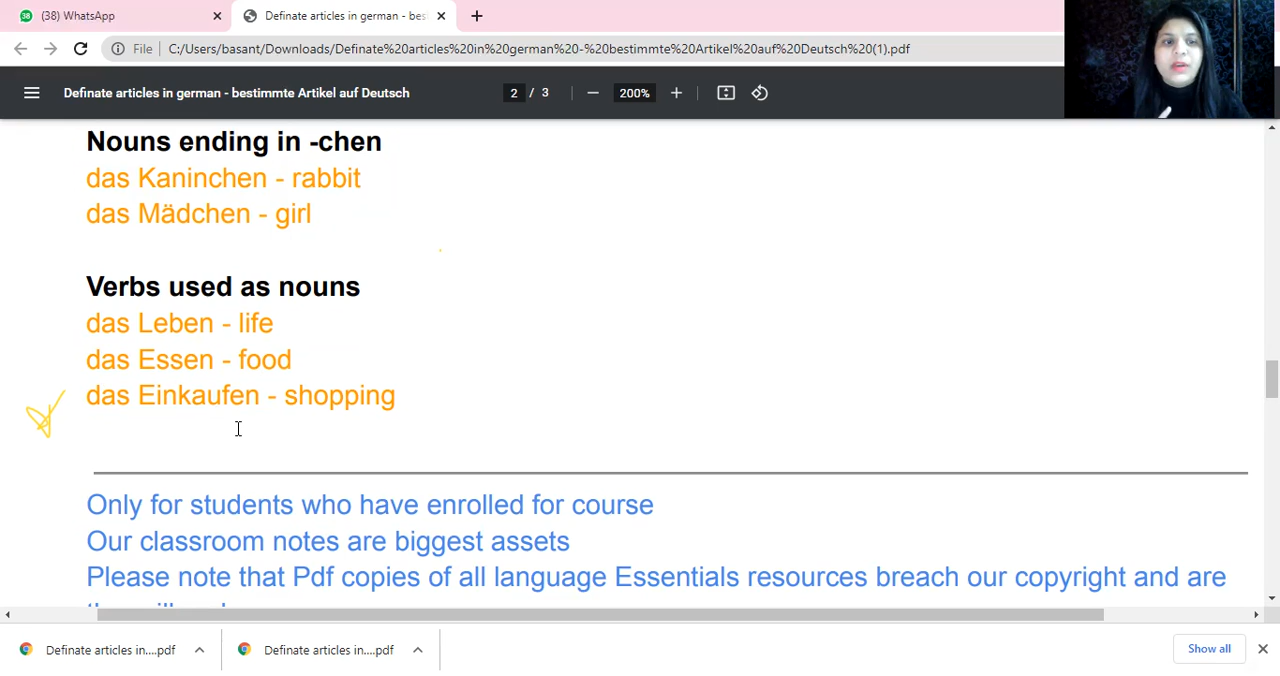 (38) WhatsApp
Definate articles in german - bes
File
C:/Users/basant/Downloads/Definate%20articles%20in%20german%20-%20bestimmte%20Artikel%20auf%20Deutsch%20(1).pdf
Definate articles in german - bestimmte Artikel auf Deutsch
2 / 3
200%
Nouns ending in -chen
das Kaninchen - rabbit
das Mädchen - girl
Verbs used as nouns
das Leben - life
das Essen - food
das Einkaufen - shopping
Only for students who have enrolled for course
Our classroom notes are biggest assets
Please note that Pdf copies of all language Essentials resources breach our copyright and are
Definate articles in....pdf
Definate articles in....pdf
Show all